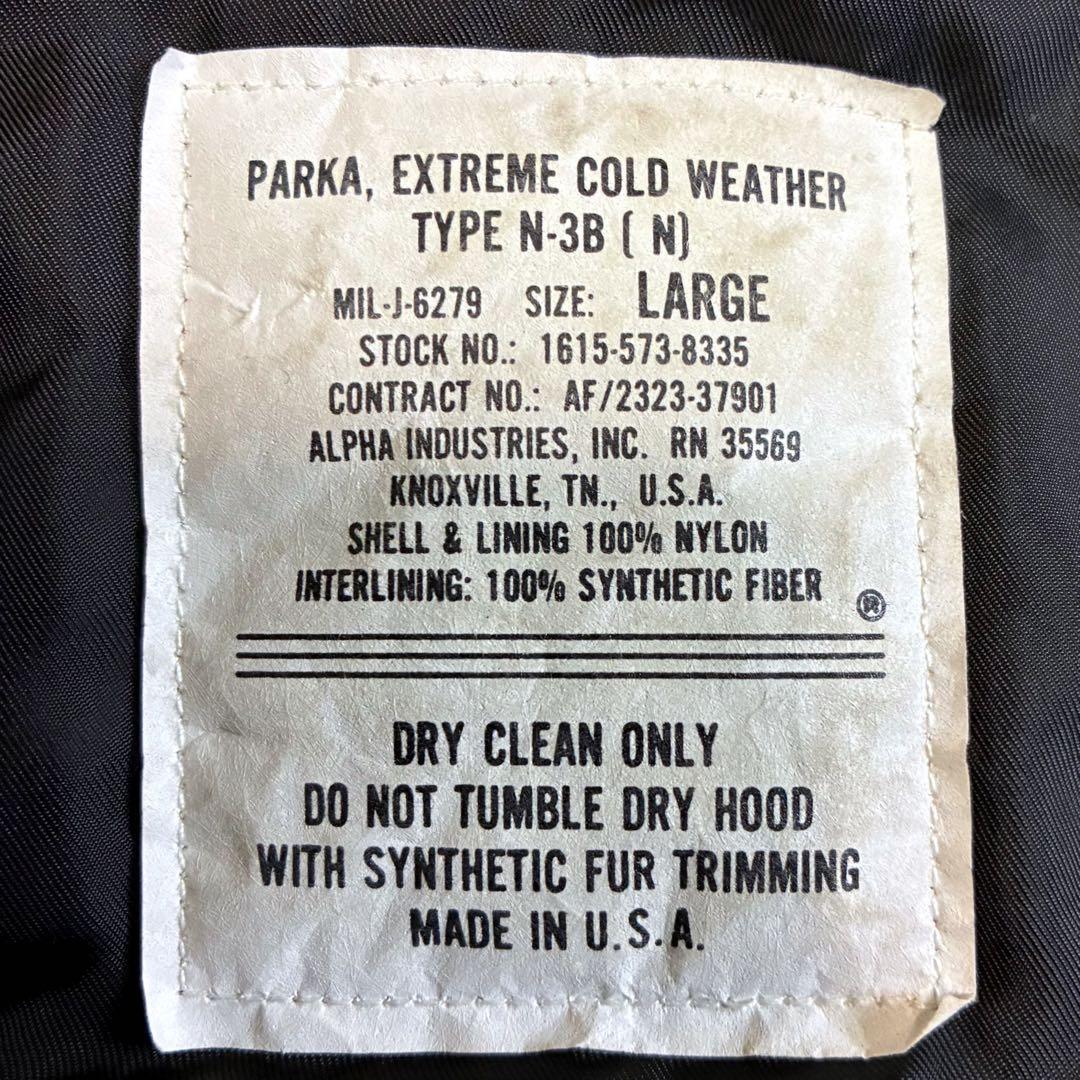 PARKA, EXTREME COLD WEATHER
TYPE N-3B ( N)
MIL-J-6279 SIZE: LARGE
STOCK NO.: 1615-573-8335
CONTRACT NO.: AF/2323-37901
ALPHA INDUSTRIES, INC. RN 35569
KNOXVILLE, TN., U.S.A.
SHELL & LINING 100% NYLON
INTERLINING: 100% SYNTHETIC FIBER ®
DRY CLEAN ONLY
DO NOT TUMBLE DRY HOOD
WITH SYNTHETIC FUR TRIMMING
MADE IN U.S.A.